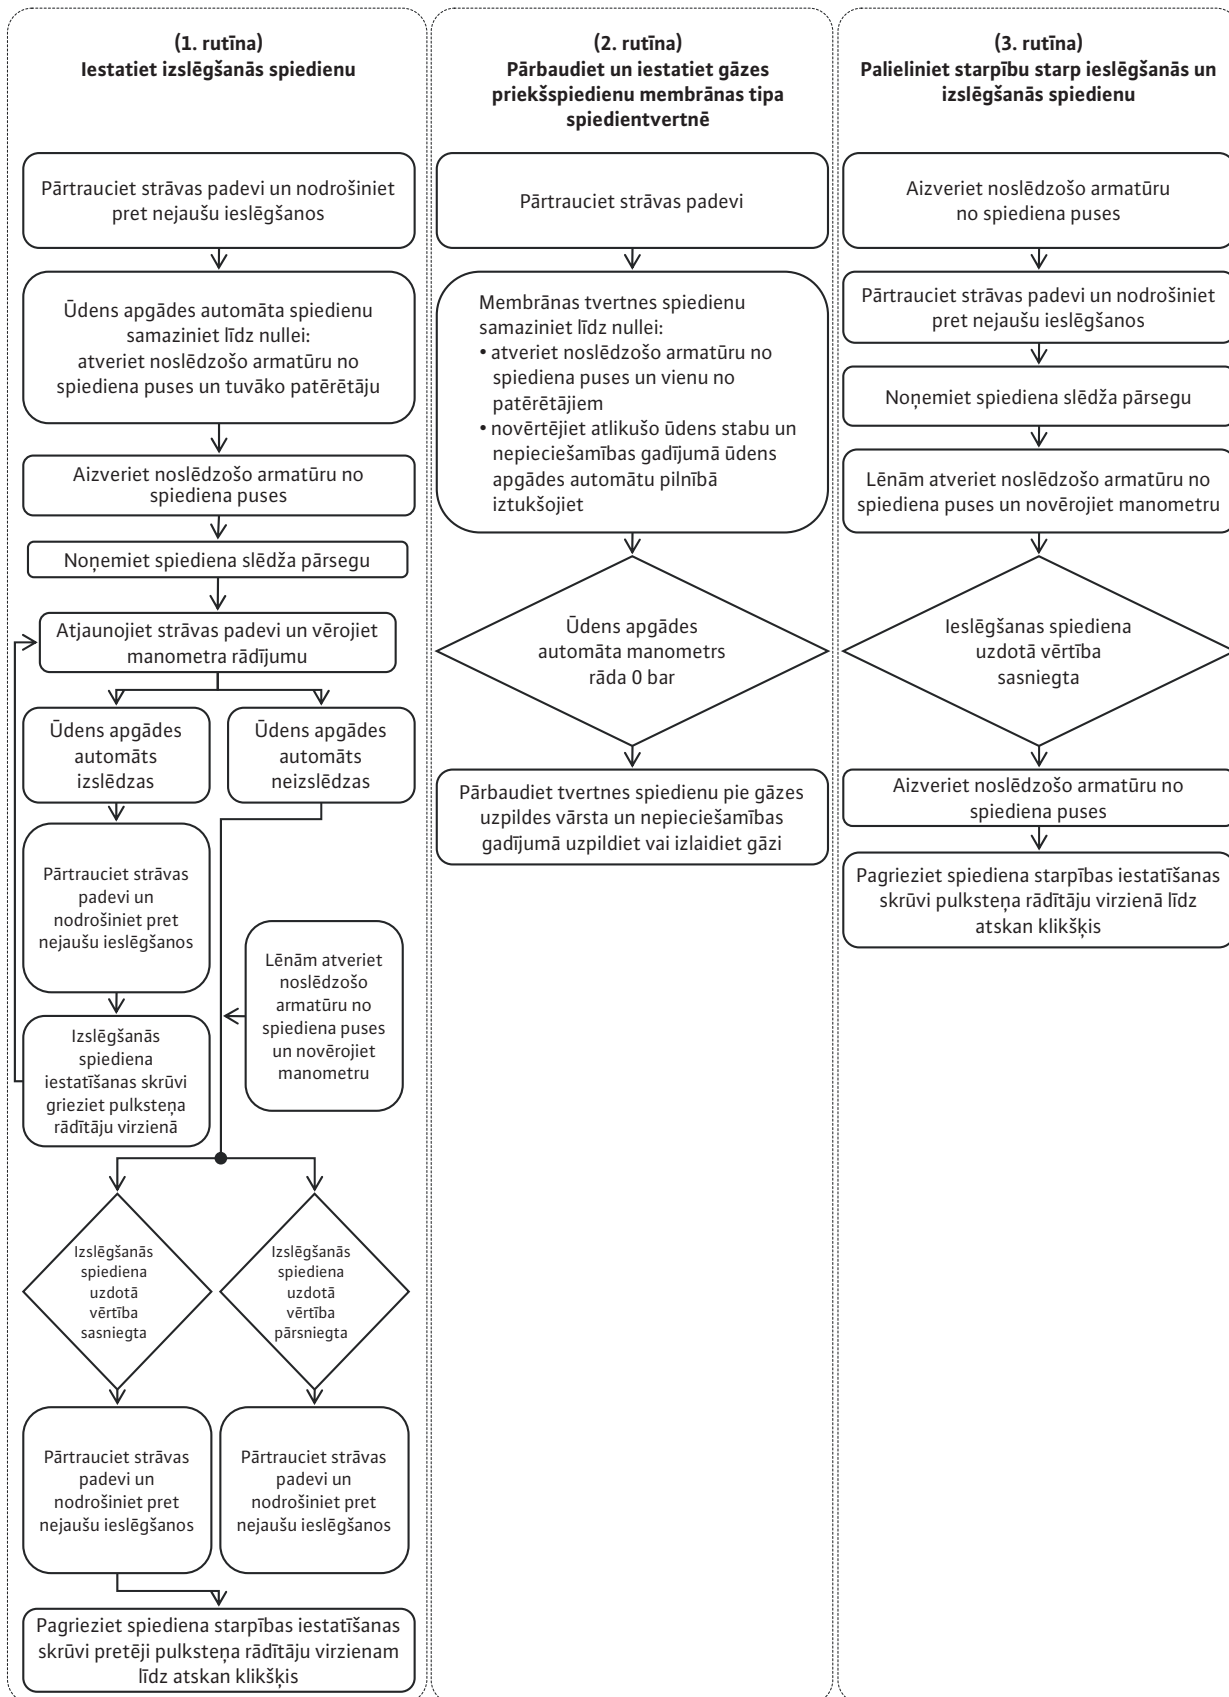 (1. rutīna)
Iestatiet izslēgšanās spiedienu
Pārtrauciet strāvas padevi un nodrošiniet
pret nejaušu ieslēgšanos
Ūdens apgādes automāta spiedienu
samaziniet līdz nullei:
atveriet noslēdzošo armatūru no
spiediena puses un tuvāko patērētāju
Aizveriet noslēdzošo armatūru no
spiediena puses
Noņemiet spiediena slēdža pārsegu
Atjaunojiet strāvas padevi un vērojiet
manometra rādījumu
Ūdens apgādes
automāts
izslēdzas
Ūdens apgādes
automāts
neizslēdzas
Pārtrauciet strāvas
padevi un
nodrošiniet pret
nejaušu ieslēgšanos
Lēnām atveriet
noslēdzošo
armatūru no
spiediena puses
un novērojiet
manometru
Izslēgšanās
spiediena
iestatīšanas skrūvi
grieziet pulksteņa
rādītāju virzienā
Izslēgšanās
spiediena
uzdotā
vērtība
sasniegta
Izslēgšanās
spiediena
uzdotā
vērtība
pārsniegta
Pārtrauciet strāvas
padevi un
nodrošiniet pret
nejaušu ieslēgšanos
Pārtrauciet strāvas
padevi un
nodrošiniet pret
nejaušu ieslēgšanos
Pagrieziet spiediena starpības iestatīšanas
skrūvi pretēji pulksteņa rādītāju virzienam
līdz atskan klikšķis
(2. rutīna)
Pārbaudiet un iestatiet gāzes
priekšspiedienu membrānas tipa
spiedientvertnē
Pārtrauciet strāvas padevi
Membrānas tvertnes spiedienu
samaziniet līdz nullei:
• atveriet noslēdzošo armatūru no
spiediena puses un vienu no
patērētājiem
• novērtējiet atlikušo ūdens stabu un
nepieciešamības gadījumā ūdens
apgādes automātu pilnībā
iztukšojiet
Ūdens apgādes
automāta manometrs
rāda 0 bar
Pārbaudiet tvertnes spiedienu pie gāzes
uzpildes vārsta un nepieciešamības
gadījumā uzpildiet vai izlaidiet gāzi
(3. rutīna)
Palieliniet starpību starp ieslēgšanās un
izslēgšanās spiedienu
Aizveriet noslēdzošo armatūru
no spiediena puses
Pārtrauciet strāvas padevi un nodrošiniet
pret nejaušu ieslēgšanos
Noņemiet spiediena slēdža pārsegu
Lēnām atveriet noslēdzošo armatūru no
spiediena puses un novērojiet manometru
Ieslēgšanas spiediena
uzdotā vērtība
sasniegta
Aizveriet noslēdzošo armatūru no
spiediena puses
Pagrieziet spiediena starpības iestatīšanas
skrūvi pulksteņa rādītāju virzienā līdz
atskan klikšķis